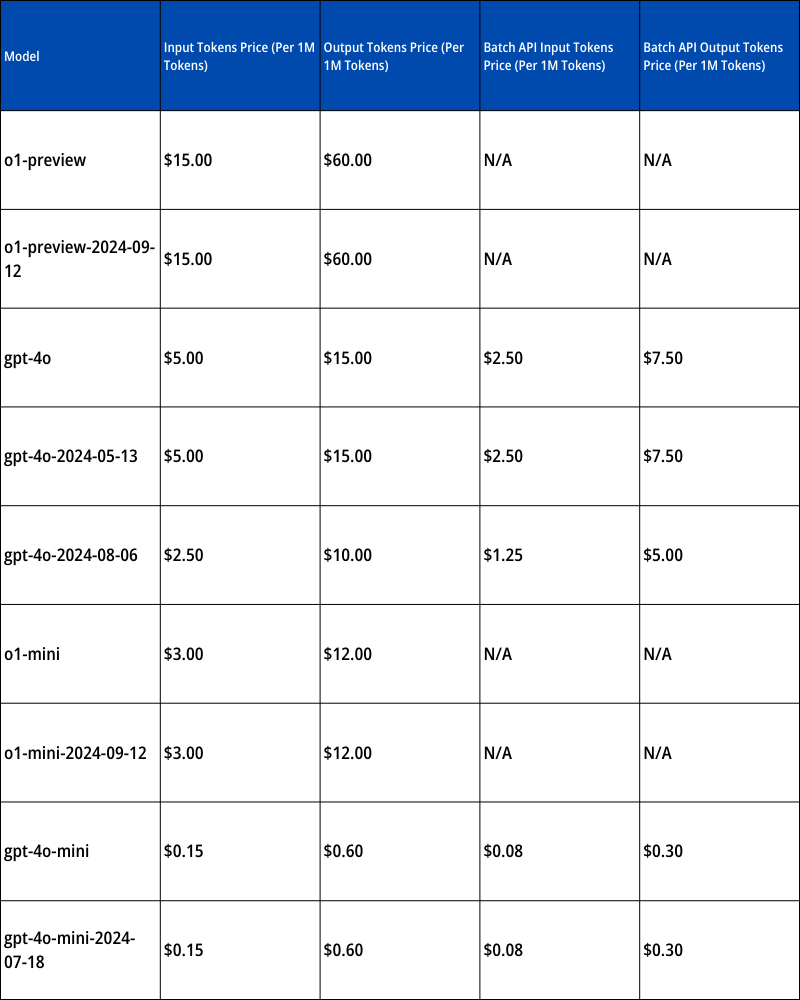 Model
Input Tokens Price (Per 1M
Tokens)
Output Tokens Price (Per
1M Tokens)
Batch API Input Tokens
Price (Per 1M Tokens)
Batch API Output Tokens
Price (Per 1M Tokens)
o1-preview
$15.00
$60.00
N/A
N/A
o1-preview-2024-09-
12
$15.00
$60.00
N/A
N/A
gpt-4o
$5.00
$15.00
$2.50
$7.50
gpt-4o-2024-05-13
$5.00
$15.00
$2.50
$7.50
gpt-4o-2024-08-06
$2.50
$10.00
$1.25
$5.00
o1-mini
$3.00
$12.00
N/A
N/A
o1-mini-2024-09-12
$3.00
$12.00
N/A
N/A
gpt-4o-mini
$0.15
$0.60
$0.08
$0.30
gpt-4o-mini-2024-
07-18
$0.15
$0.60
$0.08
$0.30